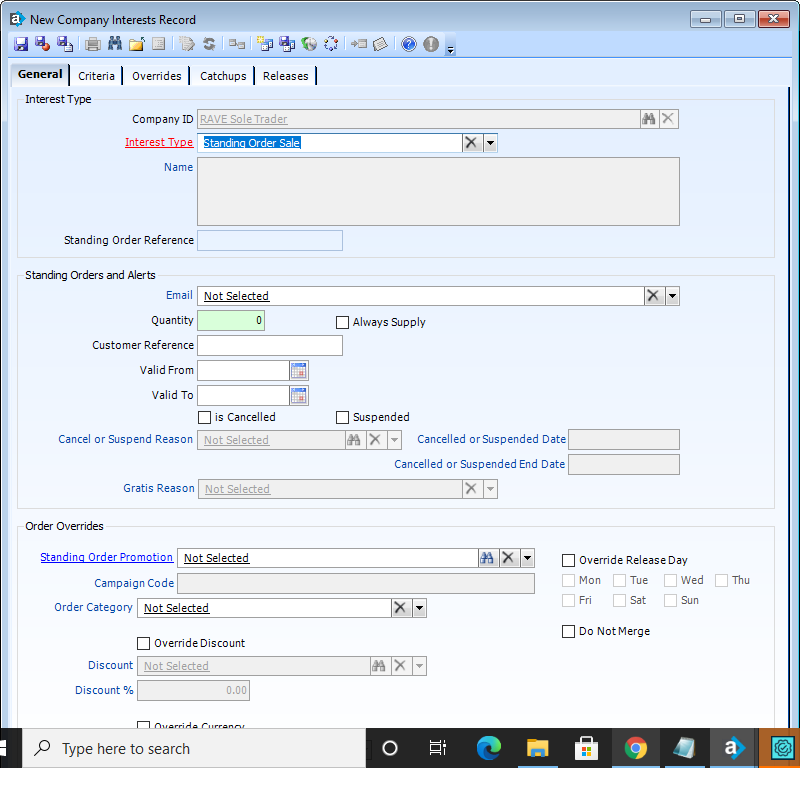 New Company Interests Record
General Criteria Overrides Catchups Releases
Interest Type
Company ID RAVE Sole Trader
Interest Type Standing Order Sale
Name
Standing Order Reference
Standing Orders and Alerts
Email Not Selected
Quantity 0 Always Supply
Customer Reference
Valid From
Valid To
is Cancelled Suspended
Cancel or Suspend Reason Not Selected Cancelled or Suspended Date
Cancelled or Suspended End Date
Gratis Reason Not Selected
Order Overrides
Standing Order Promotion Not Selected Override Release Day
Campaign Code Mon Tue Wed Thu
Order Category Not Selected Fri Sat Sun
Do Not Merge
Override Discount
Discount Not Selected
Discount % 0.00
Override Currency
Type here to search